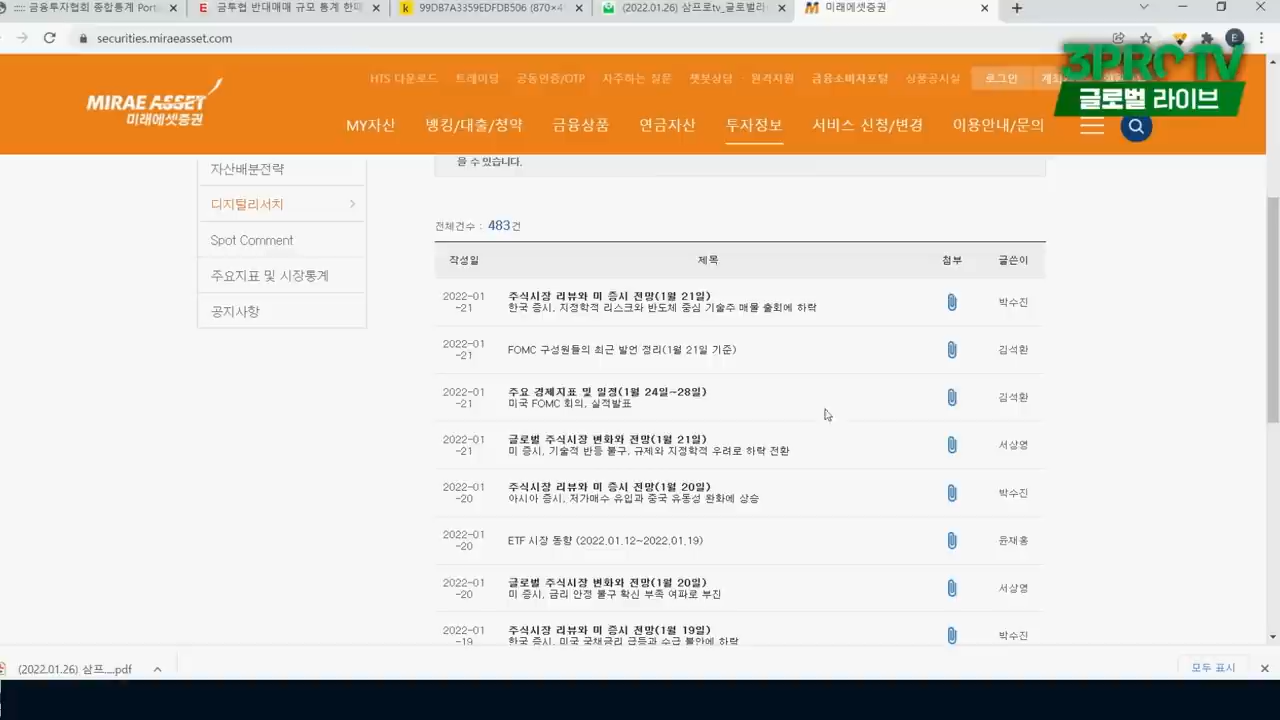 금융투자협회 종합통계 Port
금투협 반대매매 규모 통계 한때
99DB7A3359EDFDB506 (870×4
(2022.01.26) 삼프로tv_글로벌라
미래에셋증권
securities.miraeasset.com
3PRO TV
글로벌 라이브
HTS 다운로드
트레이딩
공동인증/OTP
자주하는 질문
챗봇상담
원격지원
금융소비자포탈
상품공시실
로그인
MIRAE ASSET
미래에셋증권
MY자산
뱅킹/대출/청약
금융상품
연금자산
투자정보
서비스 신청/변경
이용안내/문의
자산배분전략
디지털리서치
Spot Comment
주요지표 및 시장통계
공지사항
을 수 있습니다.
전체건수 : 483건
작성일 제목 첨부 글쓴이
2022-01
-21
주식시장 리뷰와 미 증시 전망(1월 21일)
한국 증시, 지정학적 리스크와 반도체 중심 기술주 매물 출회에 하락
박수진
2022-01
-21
FOMC 구성원들의 최근 발언 정리(1월 21일 기준)
김석환
2022-01
-21
주요 경제지표 및 일정(1월 24일~28일)
미국 FOMC 회의, 실적발표
김석환
2022-01
-21
글로벌 주식시장 변화와 전망(1월 21일)
미 증시, 기술적 반등 불구, 규제와 지정학적 우려로 하락 전환
서상영
2022-01
-20
주식시장 리뷰와 미 증시 전망(1월 20일)
아시아 증시, 저가매수 유입과 중국 유동성 완화에 상승
박수진
2022-01
-20
ETF 시장 동향 (2022.01.12~2022.01.19)
윤재홍
2022-01
-20
글로벌 주식시장 변화와 전망(1월 20일)
미 증시, 금리 안정 불구 확신 부족 여파로 부진
서상영
2022-01
-19
주식시장 리뷰와 미 증시 전망(1월 19일)
한국 증시, 미국 국채금리 급등과 수급 불안에 하락
박수진
(2022.01.26) 삼프....pdf
모두 표시